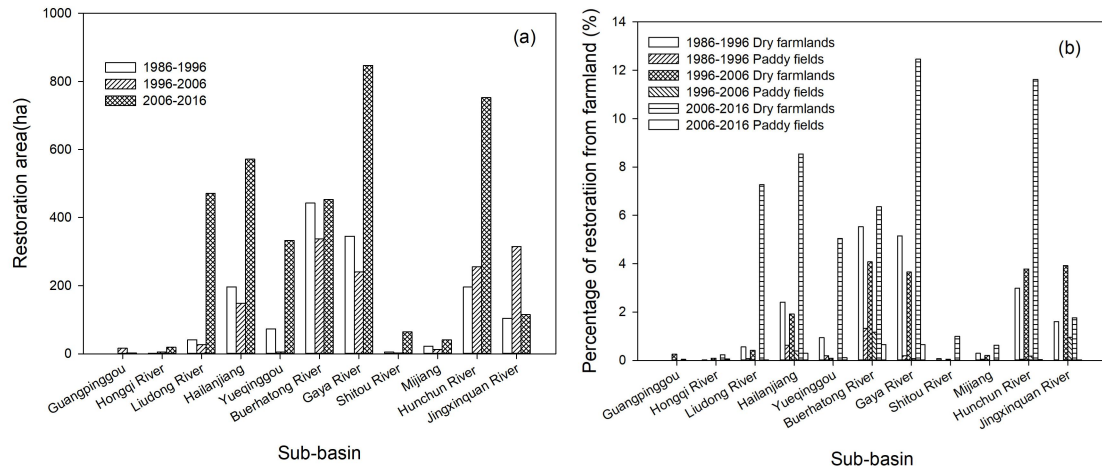 (a)
Restoration area(ha)
1000
800
600
400
200
0
1986-1996
1996-2006
2006-2016
Guangpinggou
Hongqi River
Liudong River
Hailanjiang
Yueqinggou
Buerhatong River
Gaya River
Shitou River
Mijiang
Hunchun River
Jingxinquan River
Sub-basin
(b)
Percentage of restoratiion from farmland (%)
14
12
10
8
6
4
2
0
1986-1996 Dry farmlands
1986-1996 Paddy fields
1996-2006 Dry farmlands
1996-2006 Paddy fields
2006-2016 Dry farmlands
2006-2016 Paddy fields
Guangpinggou
Hongqi River
Liudong River
Hailanjiang
Yueqinggou
Buerhatong River
Gaya River
Shitou River
Mijiang
Hunchun River
Jingxinquan River
Sub-basin